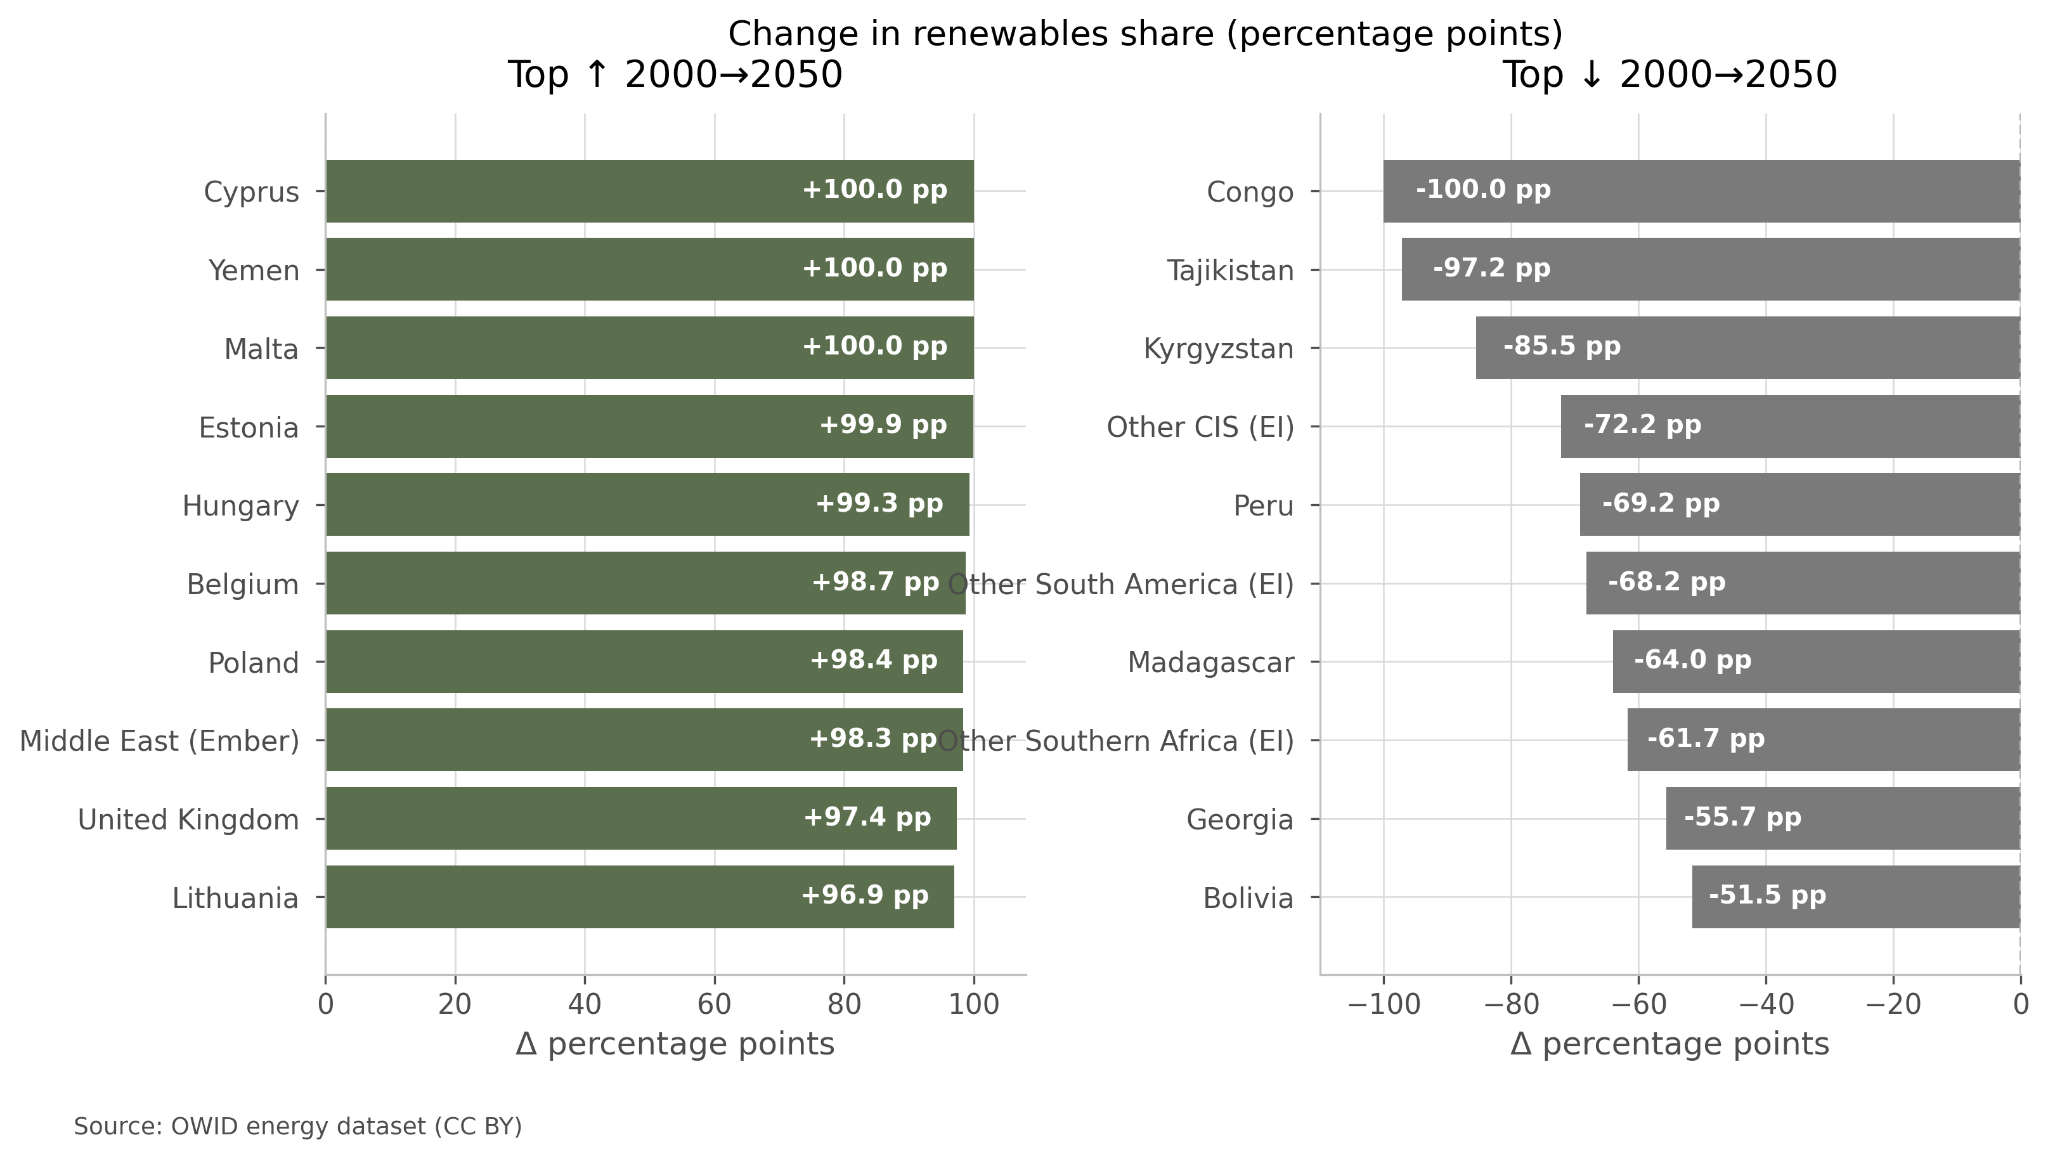 Change in renewables share (percentage points)
Top ↑ 2000→2050
Cyprus +100.0 pp
Yemen +100.0 pp
Malta +100.0 pp
Estonia +99.9 pp
Hungary +99.3 pp
Belgium +98.7 pp
Poland +98.4 pp
Middle East (Ember) +98.3 pp
United Kingdom +97.4 pp
Lithuania +96.9 pp
0 20 40 60 80 100
Δ percentage points
Top ↓ 2000→2050
Congo -100.0 pp
Tajikistan -97.2 pp
Kyrgyzstan -85.5 pp
Other CIS (EI) -72.2 pp
Peru -69.2 pp
Other South America (EI) -68.2 pp
Madagascar -64.0 pp
Other Southern Africa (EI) -61.7 pp
Georgia -55.7 pp
Bolivia -51.5 pp
−100 −80 −60 −40 −20 0
Δ percentage points
Source: OWID energy dataset (CC BY)